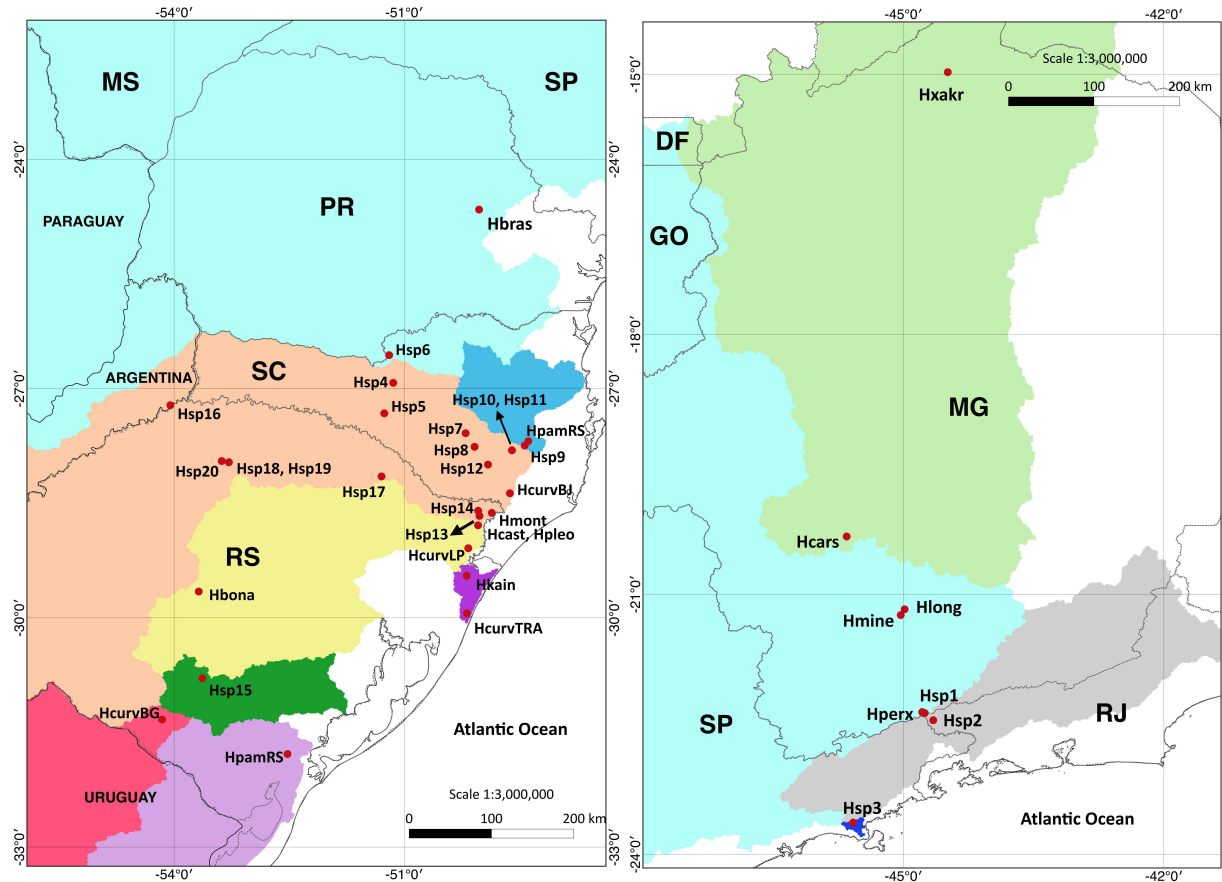 -54°0′
-51°0′
-45°0′
-42°0′
MS
SP
-24°0′
PARAGUAY
PR
Hbras
Hsp6
ARGENTINA
SC
Hsp4
-27°0′
Hsp16
Hsp5
Hsp10, Hsp11
Hsp7
HpamRS
Hsp8
Hsp9
Hsp12
Hsp20
Hsp18, Hsp19
Hsp17
HcurvBJ
Hsp14
Hmont
Hsp13
Hcast, Hpleo
HcurvLP
RS
Hkain
Hbona
-30°0′
HcurvTRA
Hsp15
HcurvBG
HpamRS
Atlantic Ocean
URUGUAY
Scale 1:3,000,000
0
100
200 km
-33°0′
-54°0′
-51°0′
-15°0′
Scale 1:3,000,000
Hxakr
0
100
200 km
DF
GO
-18°0′
MG
Hcars
-21°0′
Hlong
Hmine
Hsp1
Hperx
Hsp2
SP
RJ
Hsp3
Atlantic Ocean
-24°0′
-45°0′
-42°0′